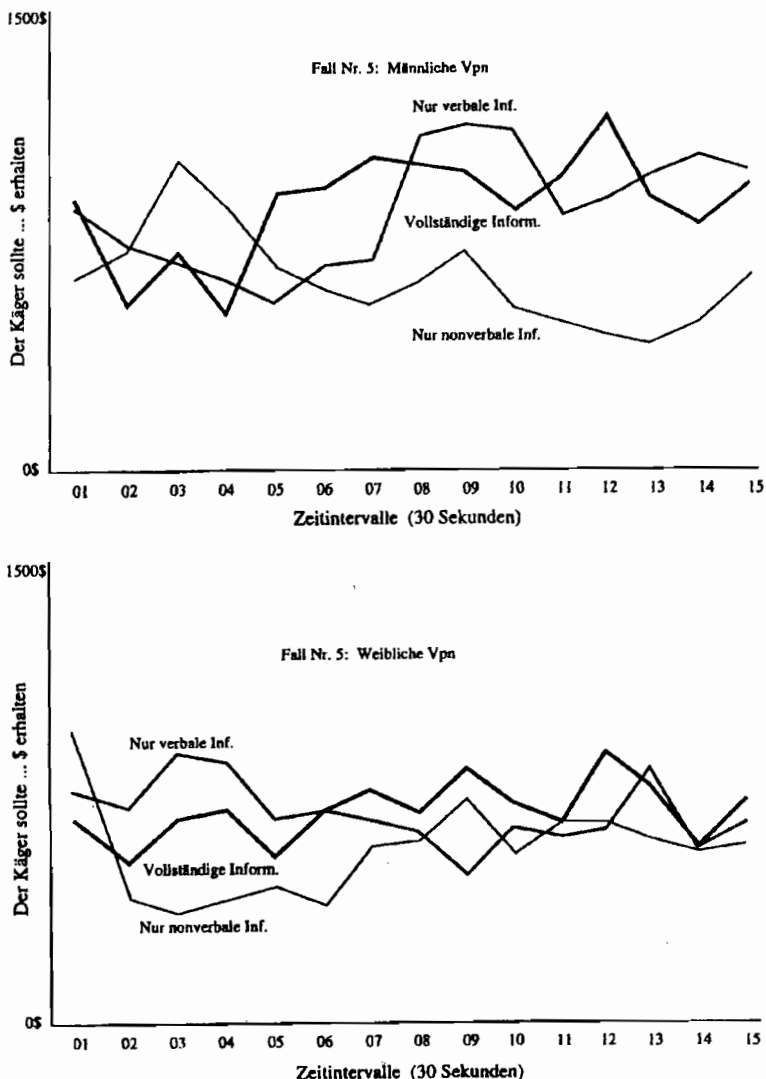 1500$
Fall Nr. 5: Männliche Vpn
Nur verbale Inf.
Vollständige Inform.
Nur nonverbale Inf.
Der Käger sollte ... $ erhalten
0$
01 02 03 04 05 06 07 08 09 10 11 12 13 14 15
Zeitintervalle (30 Sekunden)
1500$
Fall Nr. 5: Weibliche Vpn
Nur verbale Inf.
Vollständige Inform.
Nur nonverbale Inf.
Der Käger sollte ... $ erhalten
0$
01 02 03 04 05 06 07 08 09 10 11 12 13 14 15
Zeitintervalle (30 Sekunden)